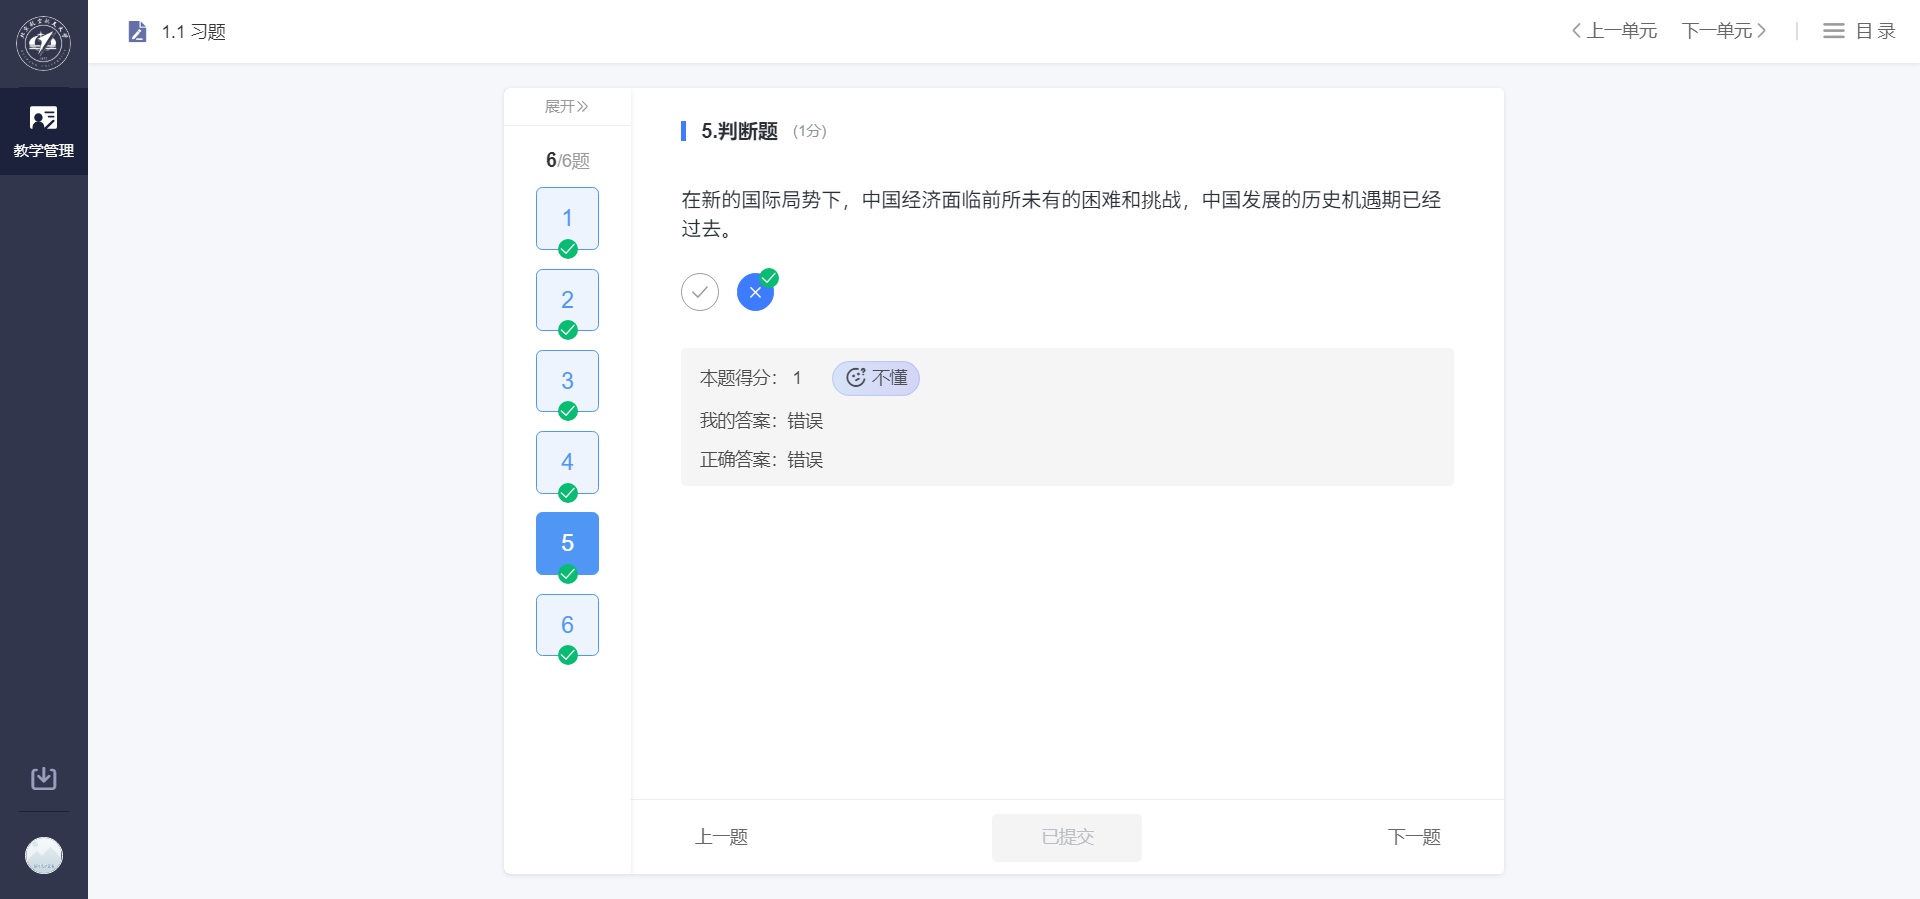 1.1 习题
上一单元
下一单元
目录
教学管理
展开
6/6题
1
2
3
4
5
6
5.判断题 (1分)
在新的国际局势下，中国经济面临前所未有的困难和挑战，中国发展的历史机遇期已经
过去。
本题得分： 1 不懂
我的答案：错误
正确答案：错误
上一题
已提交
下一题